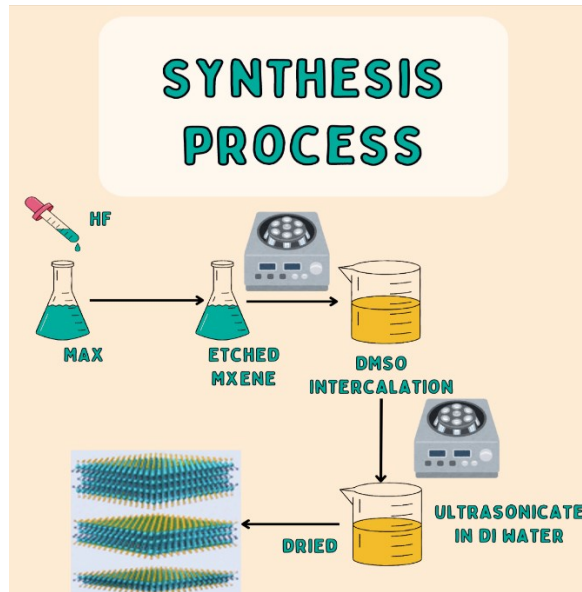 SYNTHESIS
PROCESS
HF
MAX
ETCHED
MXENE
DMSO
INTERCALATION
ULTRASONICATE
IN DI WATER
DRIED